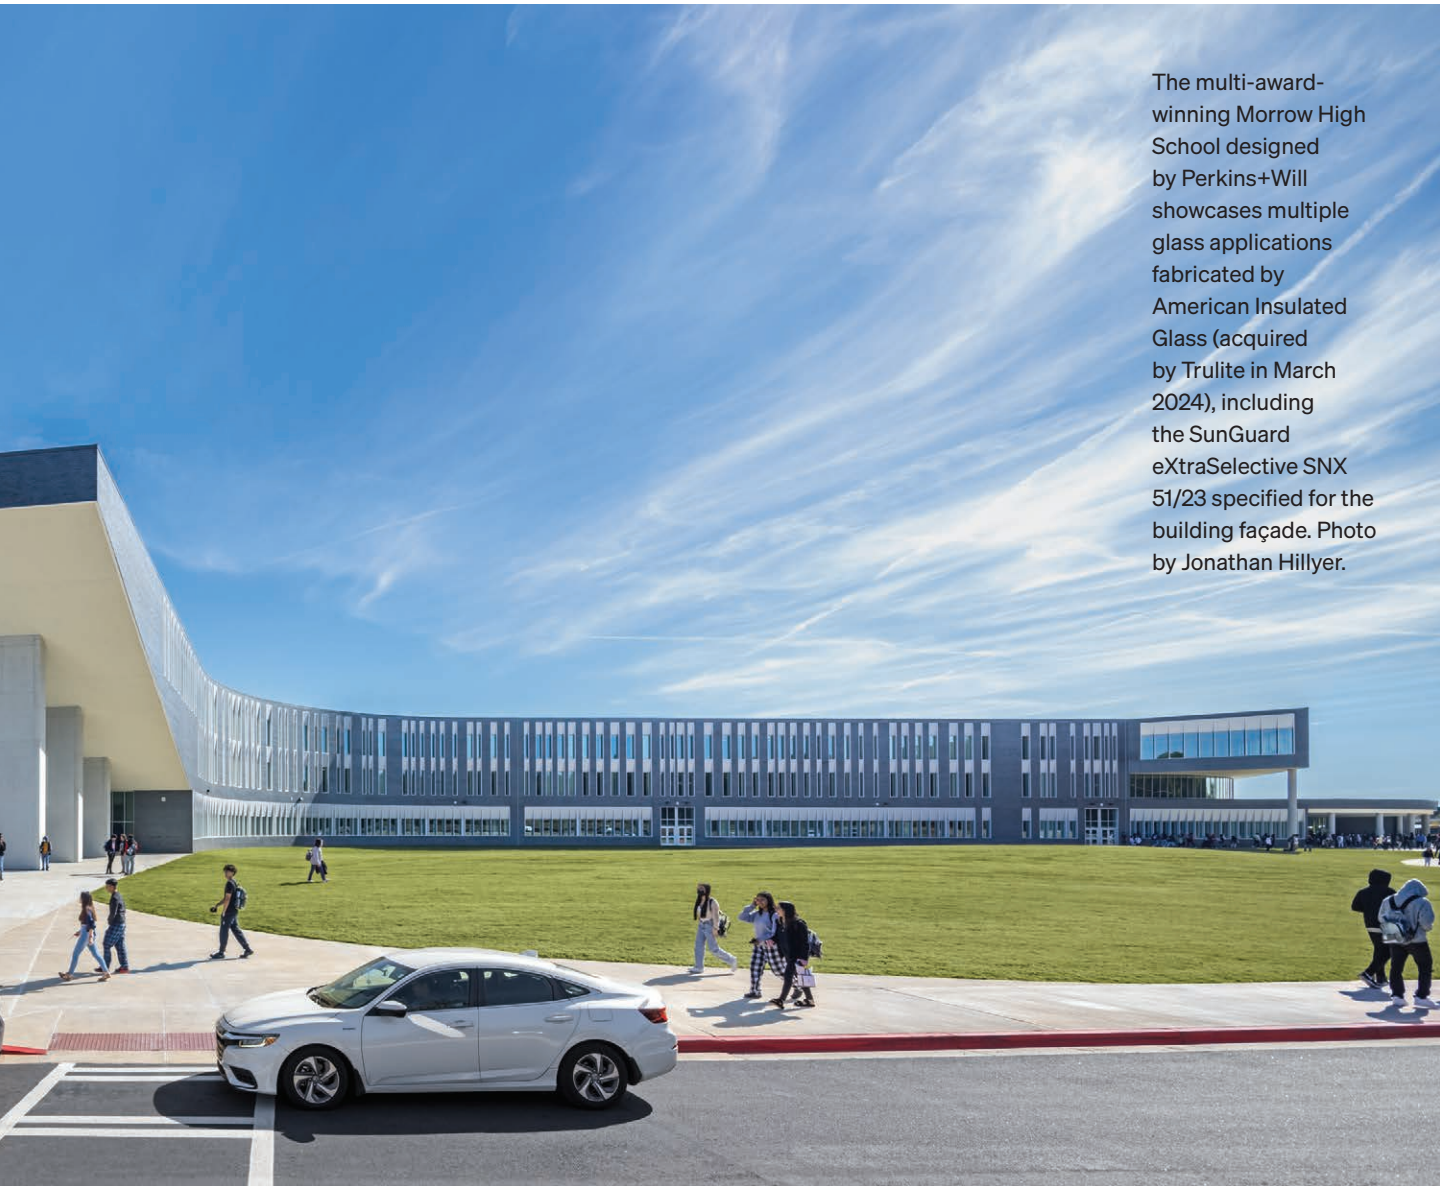 The multi-award-
winning Morrow High
School designed
by Perkins+Will
showcases multiple
glass applications
fabricated by
American Insulated
Glass (acquired
by Trulite in March
2024), including
the SunGuard
eXtraSelective SNX
51/23 specified for the
building façade. Photo
by Jonathan Hillyer.